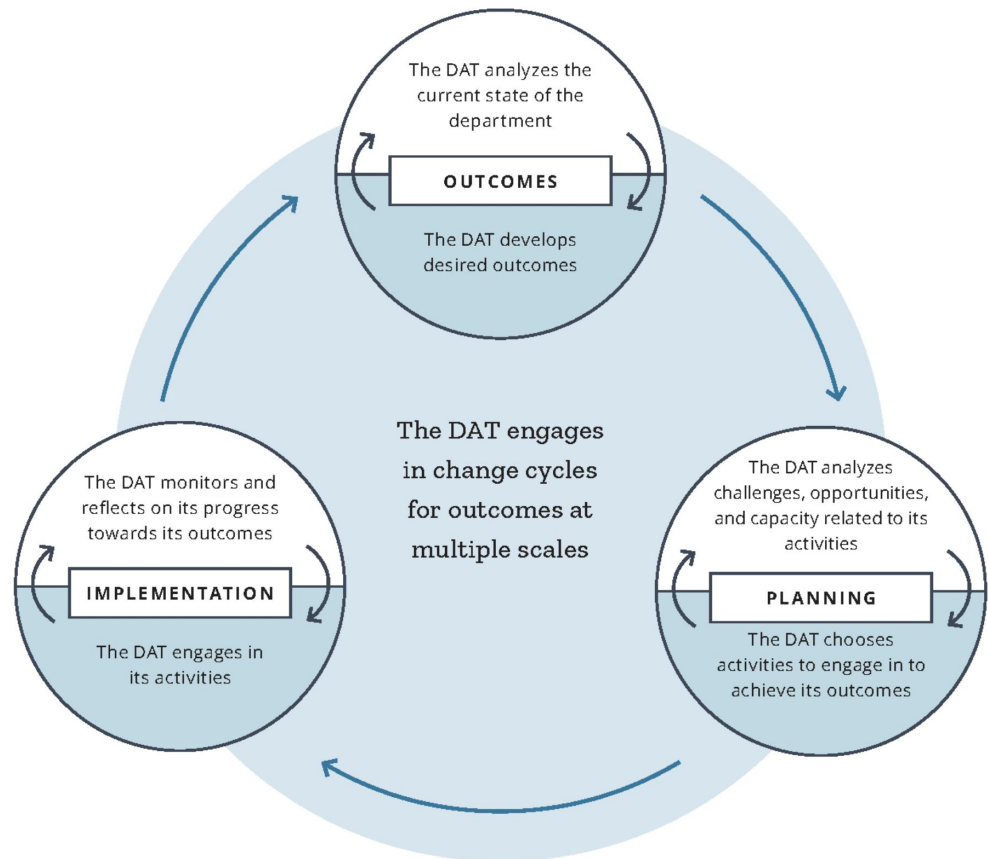 The DAT analyzes the
current state of the
department
OUTCOMES
The DAT develops
desired outcomes
The DAT engages
in change cycles
for outcomes at
multiple scales
The DAT monitors and
reflects on its progress
towards its outcomes
IMPLEMENTATION
The DAT engages in
its activities
The DAT analyzes
challenges, opportunities,
and capacity related to its
activities
PLANNING
The DAT chooses
activities to engage in to
achieve its outcomes